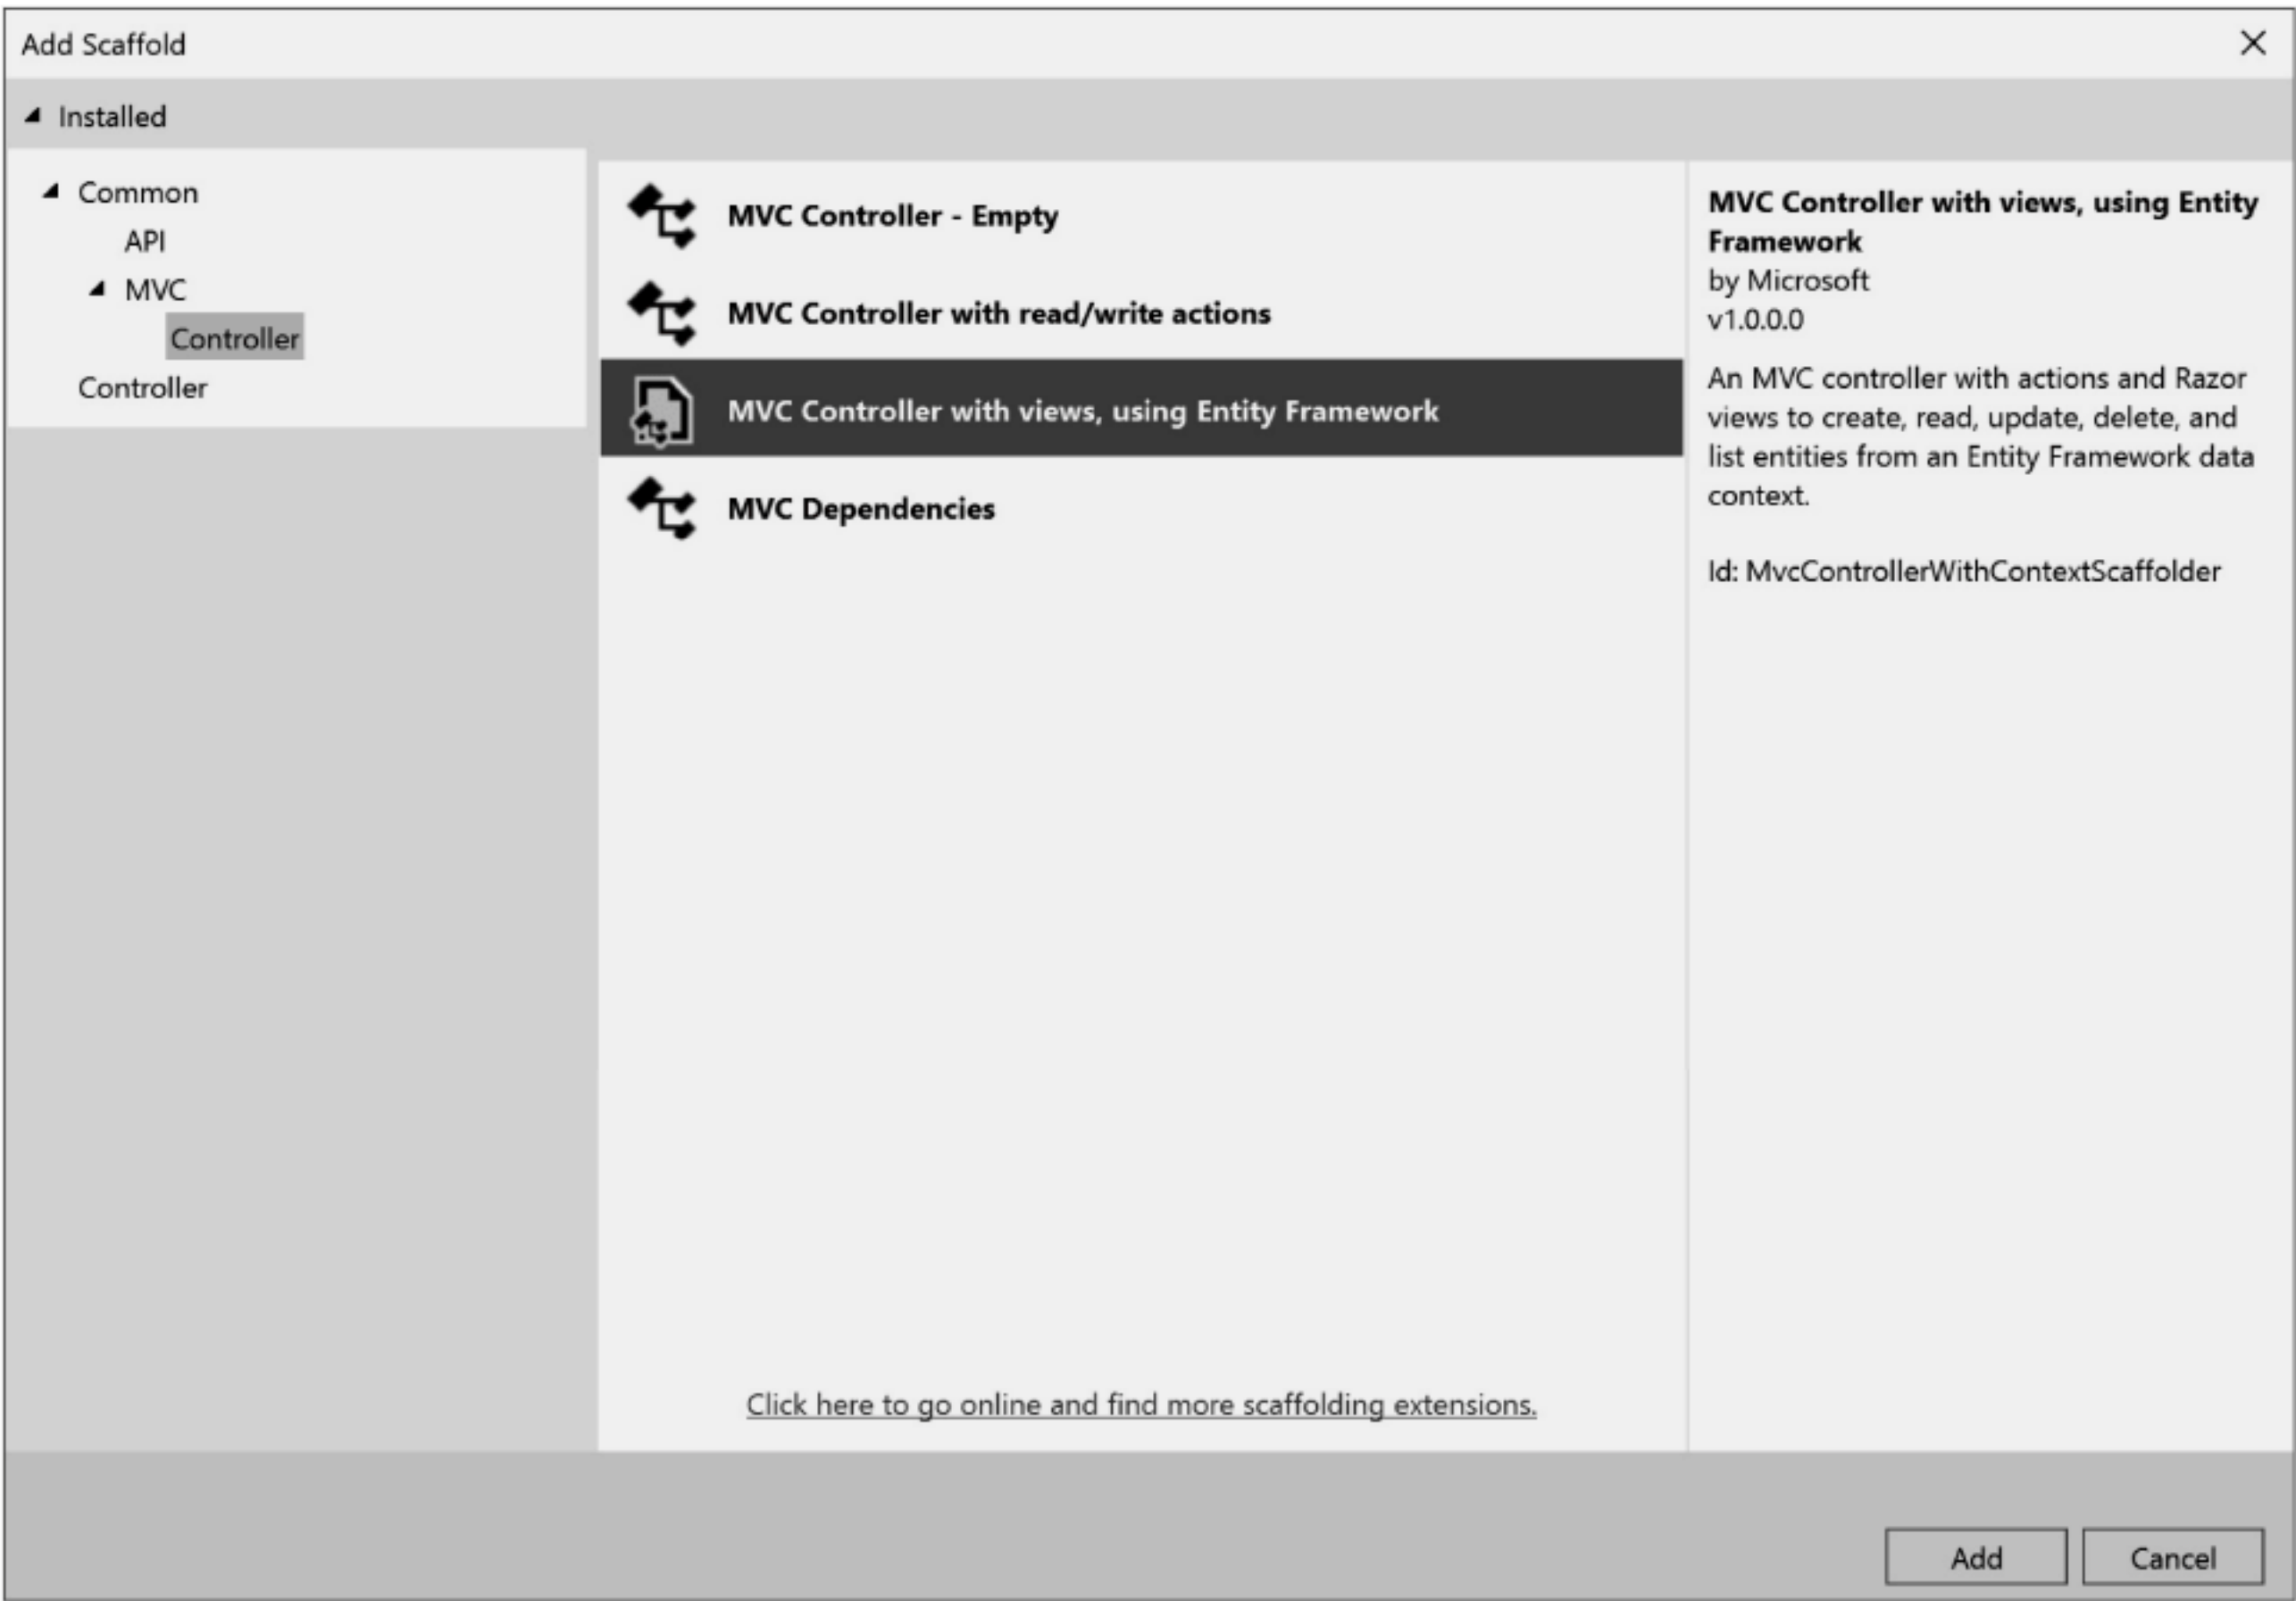 Add Scaffold
Installed
Common
API
MVC
Controller
Controller
MVC Controller - Empty
MVC Controller with read/write actions
MVC Controller with views, using Entity Framework
MVC Dependencies
Click here to go online and find more scaffolding extensions.
MVC Controller with views, using Entity
Framework
by Microsoft
v1.0.0.0
An MVC controller with actions and Razor
views to create, read, update, delete, and
list entities from an Entity Framework data
context.
Id: MvcControllerWithContextScaffolder
Add
Cancel